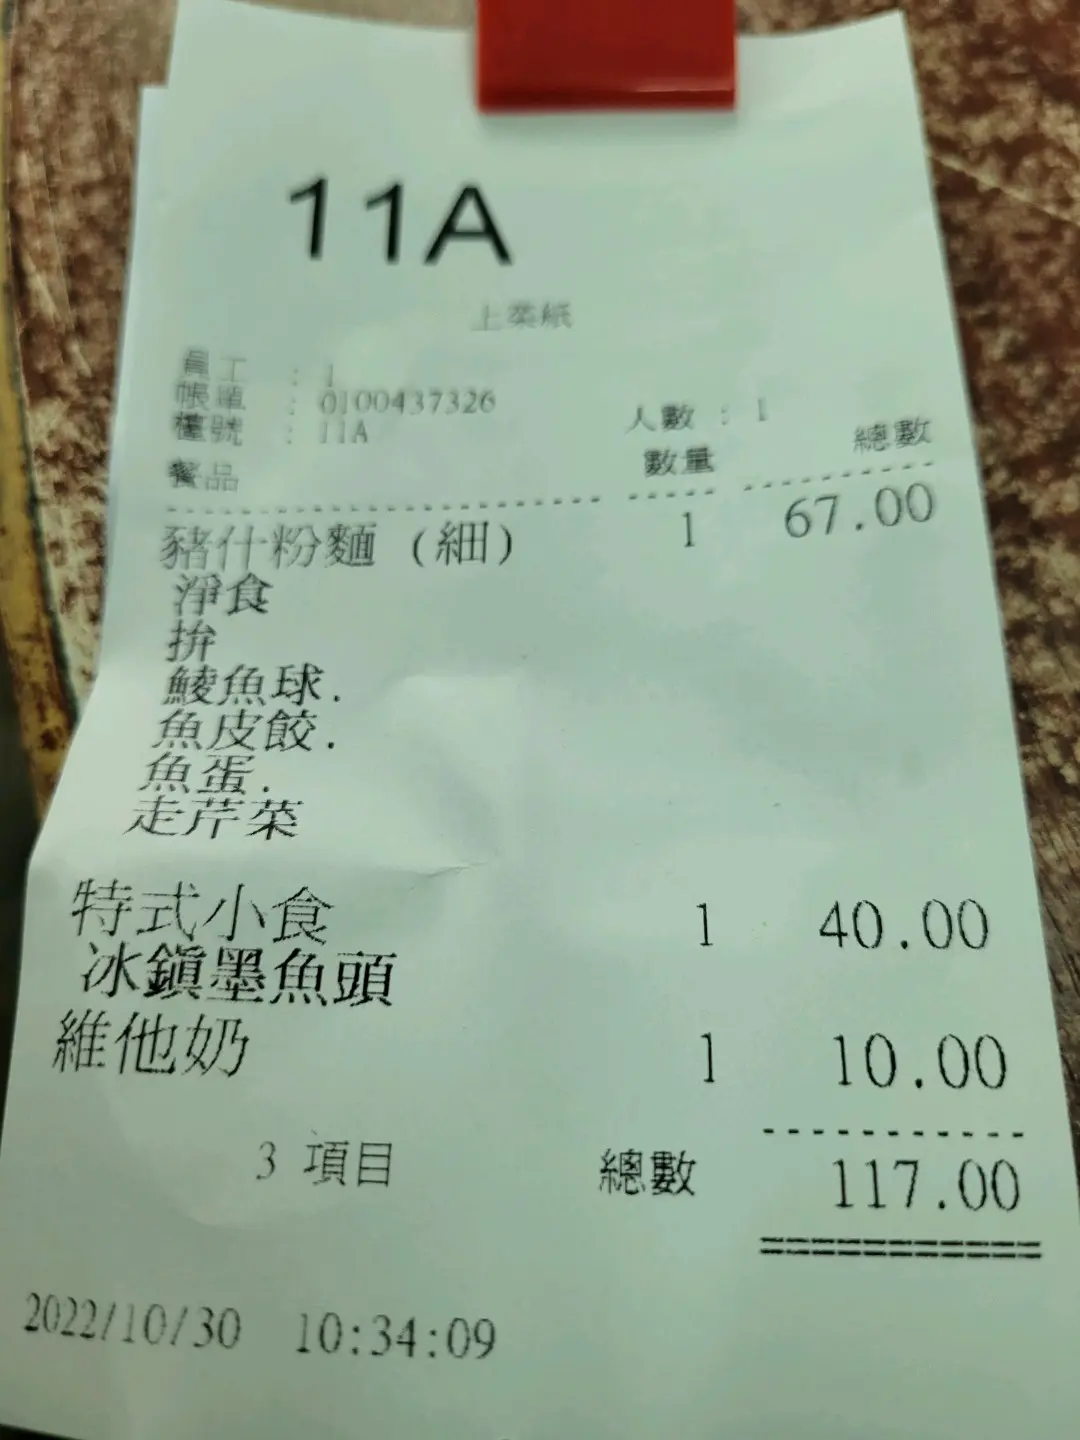 11A
上菜紙
員工 : 1
帳單 : 0100437326
檯號 : 11A 人數 : 1
餐品 數量 總數
豬什粉麵 (細) 1 67.00
淨食
拚
鯪魚球.
魚皮餃.
魚蛋.
走芹菜
特式小食 1 40.00
冰鎮墨魚頭
維他奶 1 10.00
3 項目 總數 117.00
2022/10/30 10:34:09